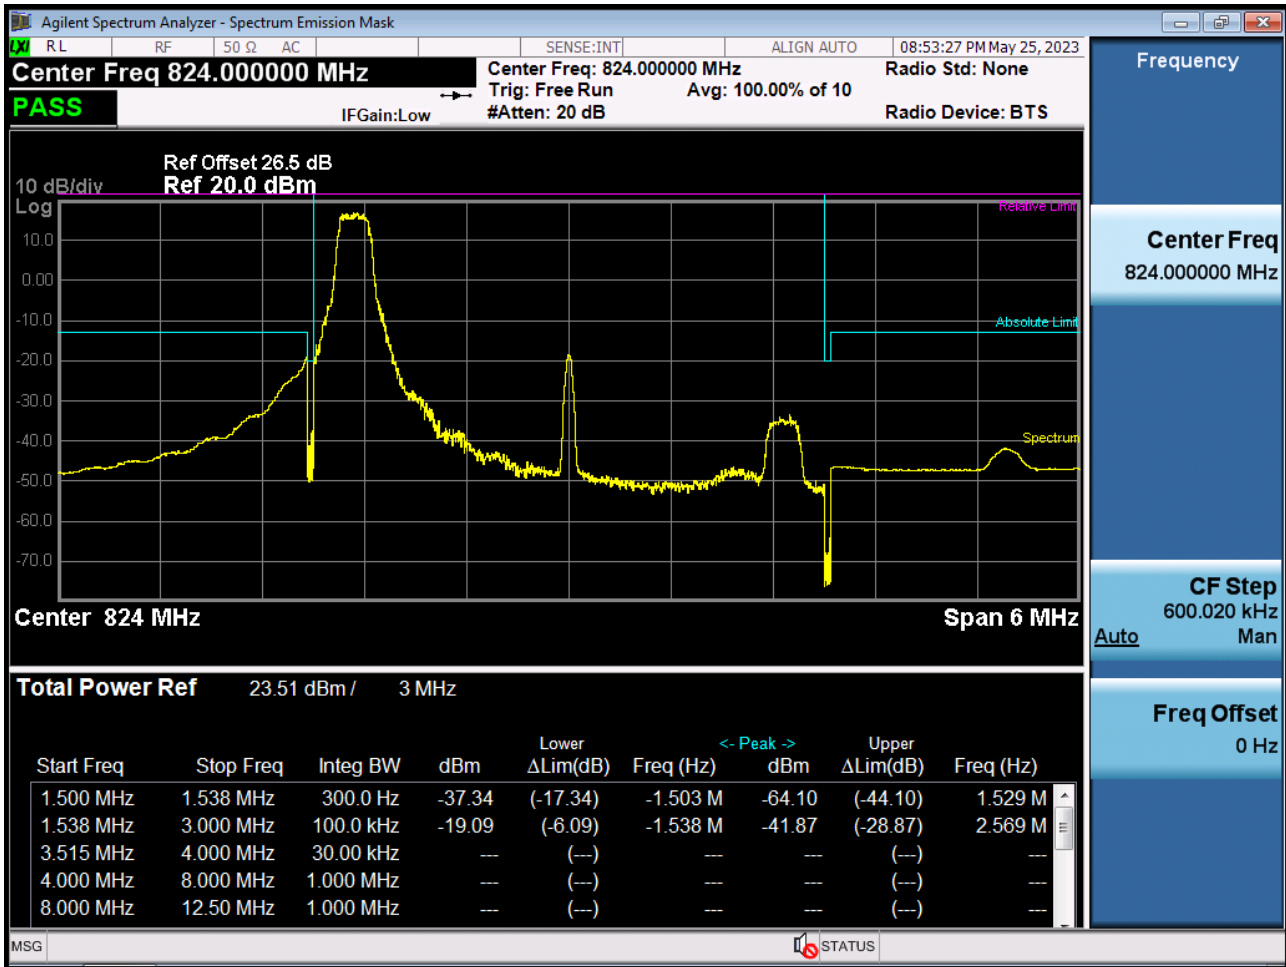 Agilent Spectrum Analyzer - Spectrum Emission Mask
LXI RL RF 50 Ω AC SENSE:INT ALIGN AUTO 08:53:27 PM May 25, 2023
Center Freq 824.000000 MHz
Center Freq: 824.000000 MHz Radio Std: None
Trig: Free Run Avg: 100.00% of 10
PASS
IFGain:Low #Atten: 20 dB Radio Device: BTS
Ref Offset 26.5 dB
10 dB/div Ref 20.0 dBm
Log
Relative Limit
10.0
0.00
-10.0
Absolute Limit
-20.0
-30.0
-40.0
Spectrum
-50.0
-60.0
-70.0
Center 824 MHz Span 6 MHz
Total Power Ref 23.51 dBm / 3 MHz
Lower <- Peak -> Upper
Start Freq Stop Freq Integ BW dBm ΔLim(dB) Freq (Hz) dBm ΔLim(dB) Freq (Hz)
1.500 MHz 1.538 MHz 300.0 Hz -37.34 (-17.34) -1.503 M -64.10 (-44.10) 1.529 M
1.538 MHz 3.000 MHz 100.0 kHz -19.09 (-6.09) -1.538 M -41.87 (-28.87) 2.569 M
3.515 MHz 4.000 MHz 30.00 kHz --- (---) --- --- (---) ---
4.000 MHz 8.000 MHz 1.000 MHz --- (---) --- --- (---) ---
8.000 MHz 12.50 MHz 1.000 MHz --- (---) --- --- (---) ---
MSG STATUS
Frequency
Center Freq
824.000000 MHz
CF Step
600.020 kHz
Auto Man
Freq Offset
0 Hz